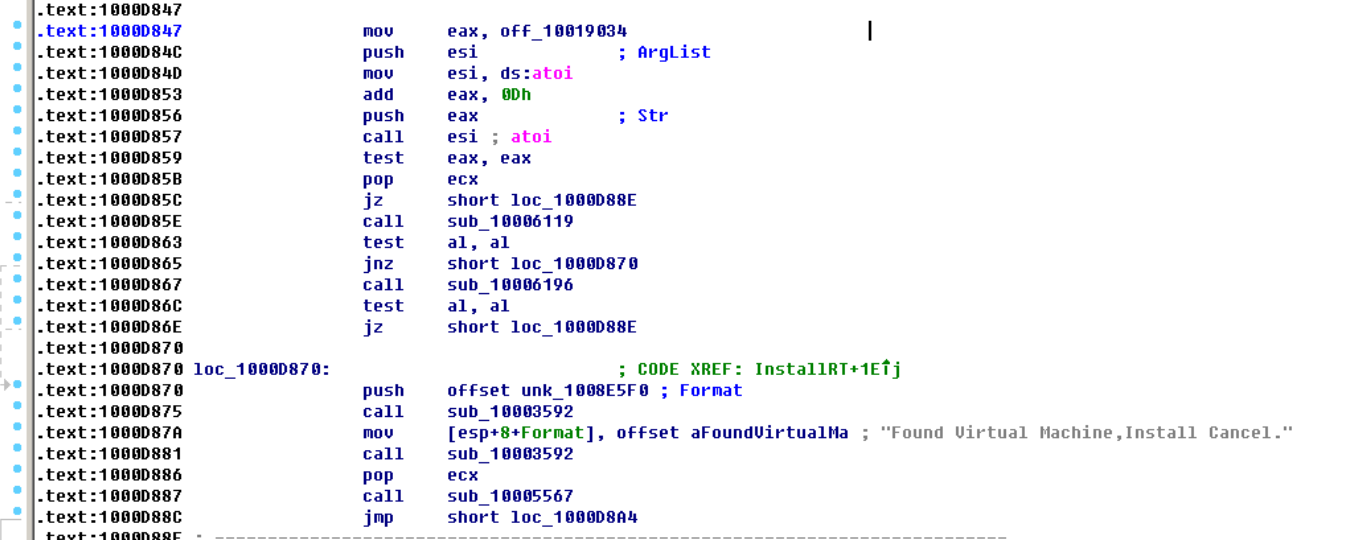 .text:1000D847
.text:1000D847 mov eax, off_10019034
.text:1000D84C push esi ; ArgList
.text:1000D84D mov esi, ds:atoi
.text:1000D853 add eax, 0Dh
.text:1000D856 push eax ; Str
.text:1000D857 call esi ; atoi
.text:1000D859 test eax, eax
.text:1000D85B pop ecx
.text:1000D85C jz short loc_1000D88E
.text:1000D85E call sub_10006119
.text:1000D863 test al, al
.text:1000D865 jnz short loc_1000D870
.text:1000D867 call sub_10006196
.text:1000D86C test al, al
.text:1000D86E jz short loc_1000D88E
.text:1000D870
.text:1000D870 loc_1000D870: ; CODE XREF: InstallRT+1E↑j
.text:1000D870 push offset unk_1008E5F0 ; Format
.text:1000D875 call sub_10003592
.text:1000D87A mov [esp+8+Format], offset aFoundVirtualMa ; "Found Virtual Machine,Install Cancel."
.text:1000D881 call sub_10003592
.text:1000D886 pop ecx
.text:1000D887 call sub_10005567
.text:1000D88C jmp short loc_1000D8A4
.text:1000D88E ; ---------------------------------------------------------------------------